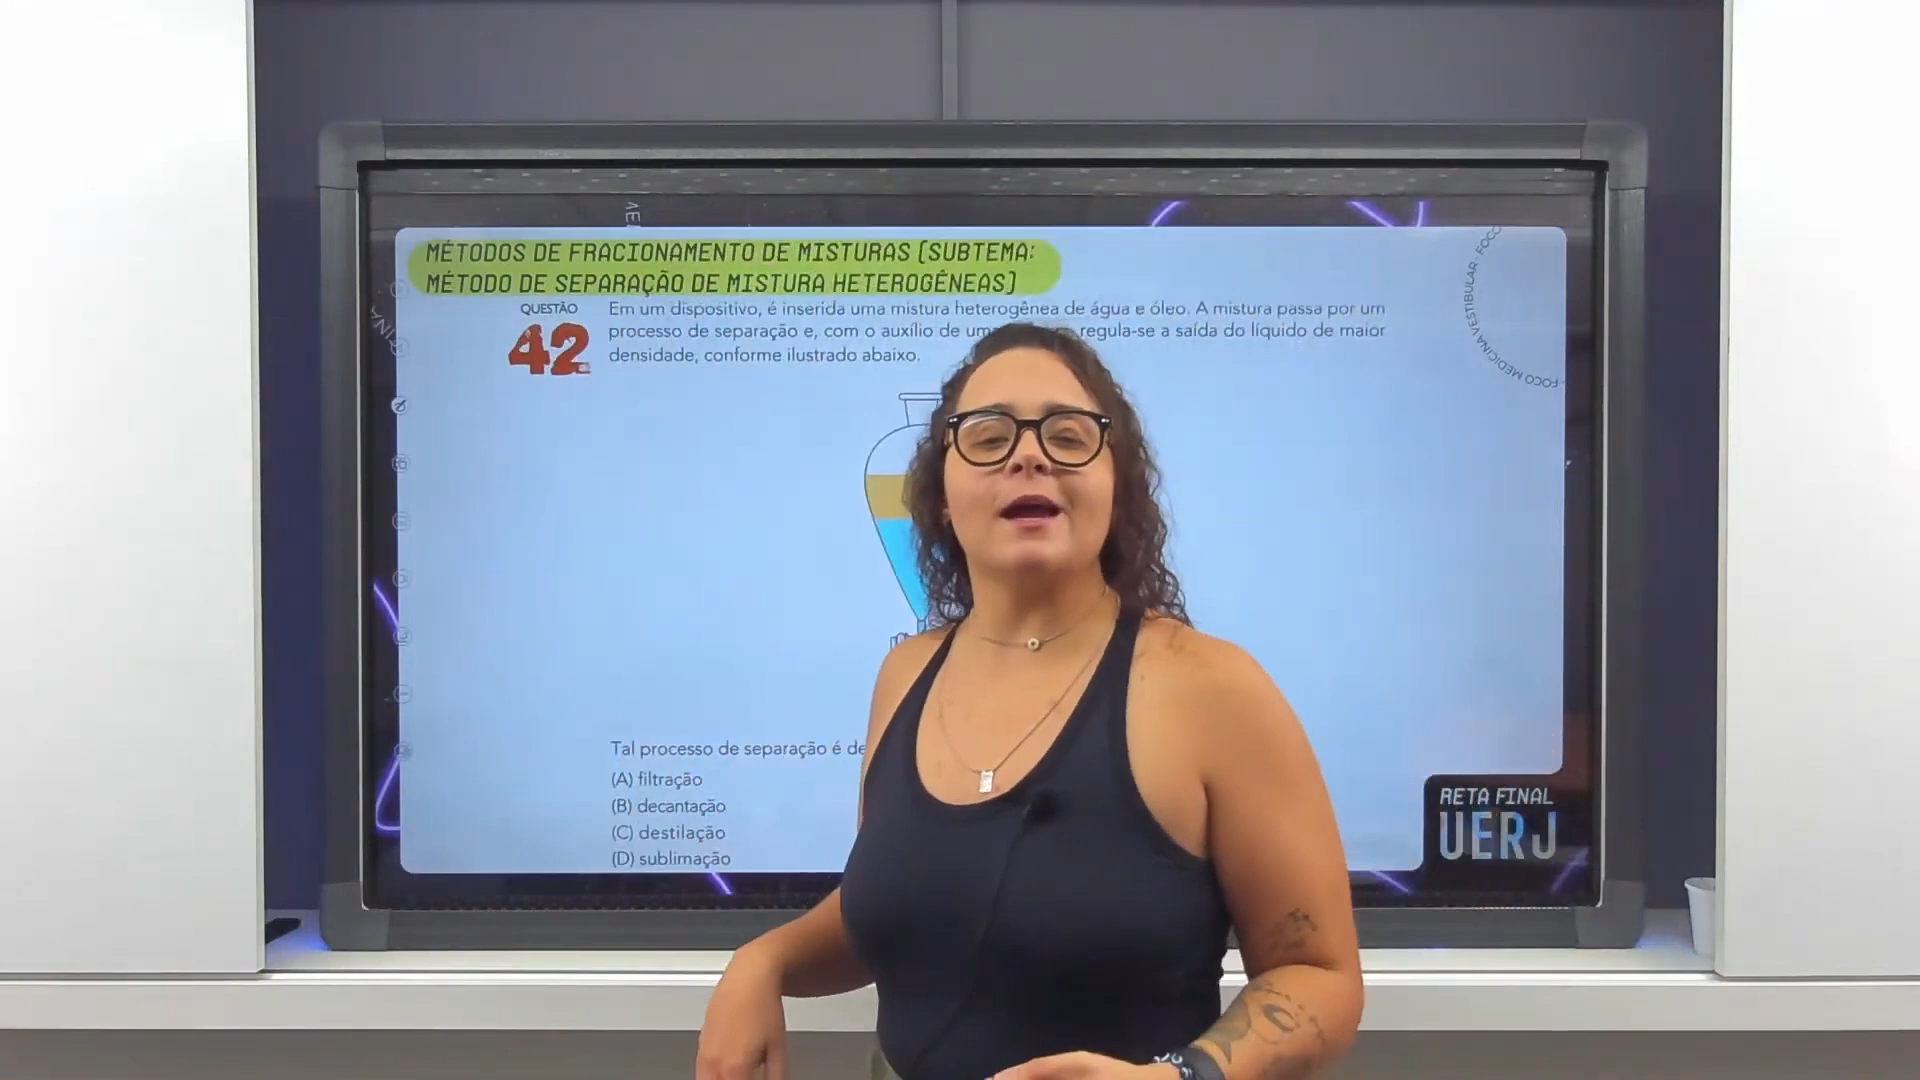 MÉTODOS DE FRACIONAMENTO DE MISTURAS (SUBTEMA:
MÉTODO DE SEPARAÇÃO DE MISTURA HETEROGÊNEAS)
QUESTÃO
42
Em um dispositivo, é inserida uma mistura heterogênea de água e óleo. A mistura passa por um
processo de separação e, com o auxílio de regula-se a saída do líquido de maior
densidade, conforme ilustrado abaixo.
Tal processo de separação é
(A) filtração
(B) decantação
(C) destilação
(D) sublimação
VESTIBULAR · FOCO
FOCO MEDICINA
RETA FINAL
UERJ